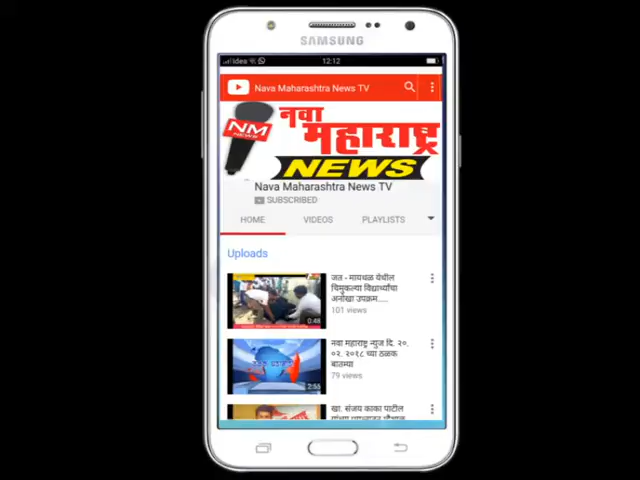 SAMSUNG
Idea
12:12
Nava Maharashtra News TV
NM
NEWS
नवा
महाराष्ट्र
NEWS
Nava Maharashtra News TV
SUBSCRIBED
HOME VIDEOS PLAYLISTS
Uploads
जत - मायथळ येथील
चिमुकल्या विद्यार्थ्यांचा
अनोखा उपक्रम.....
101 views
0:48
नवा महाराष्ट्र न्युज दि. २०.
०२. २०१८ च्या ठळक
बातम्या
79 views
2:55
खा. संजय काका पाटील